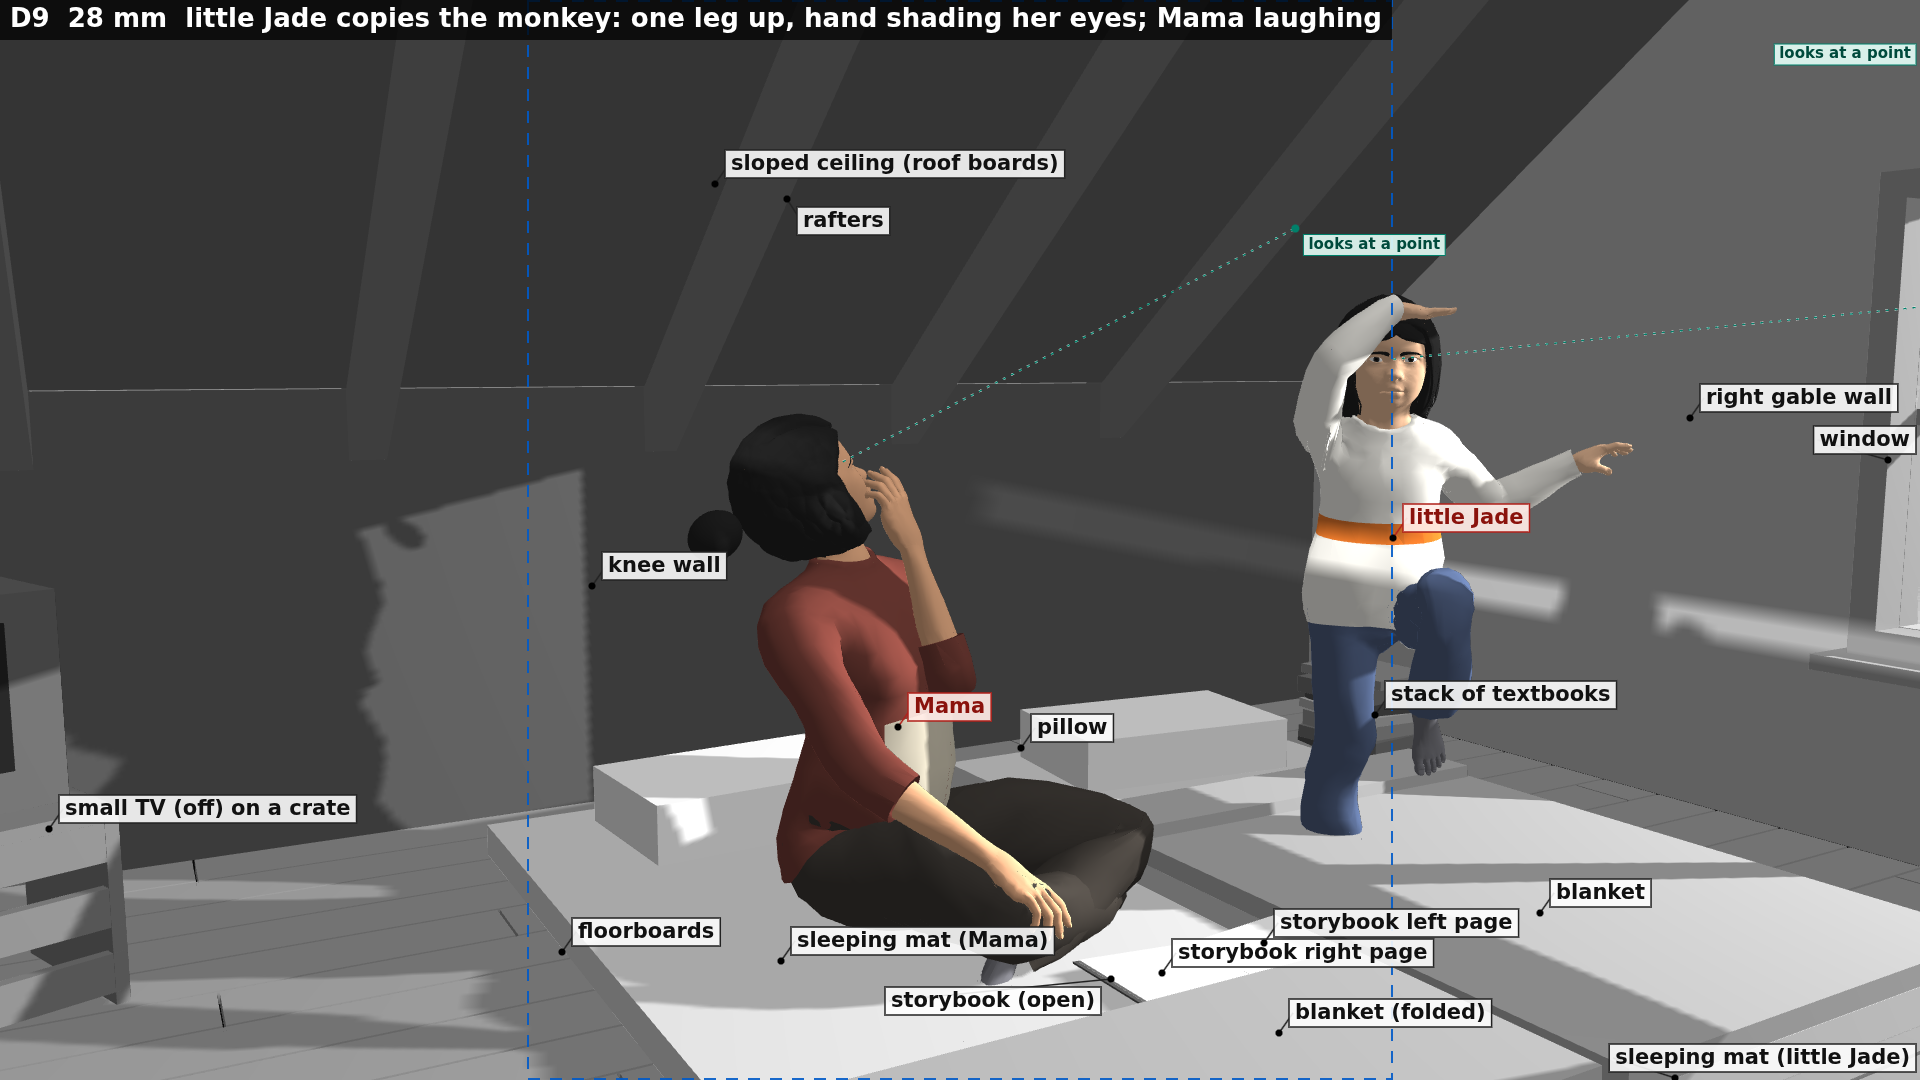 D9  28 mm  little Jade copies the monkey: one leg up, hand shading her eyes; Mama laughing
looks at a point
sloped ceiling (roof boards)
rafters
looks at a point
right gable wall
window
little Jade
knee wall
stack of textbooks
Mama
pillow
small TV (off) on a crate
blanket
storybook left page
floorboards
sleeping mat (Mama)
storybook right page
storybook (open)
blanket (folded)
sleeping mat (little Jade)